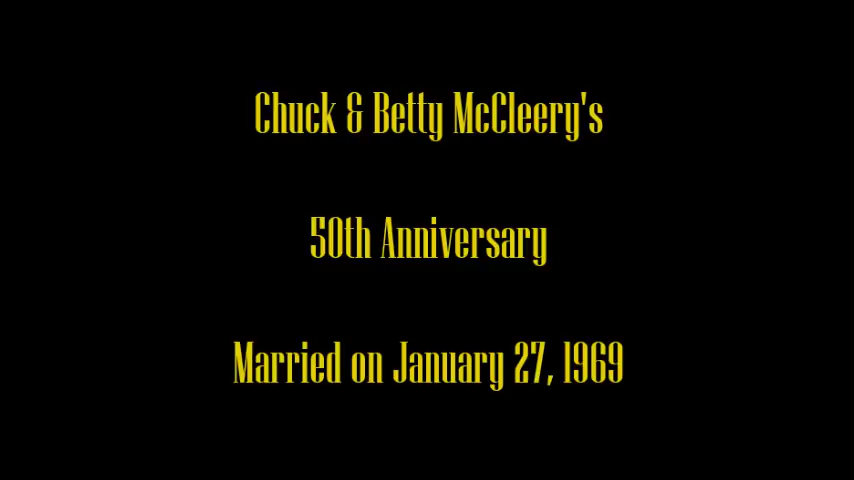 Chuck & Betty McCleery's
50th Anniversary
Married on January 27, 1969